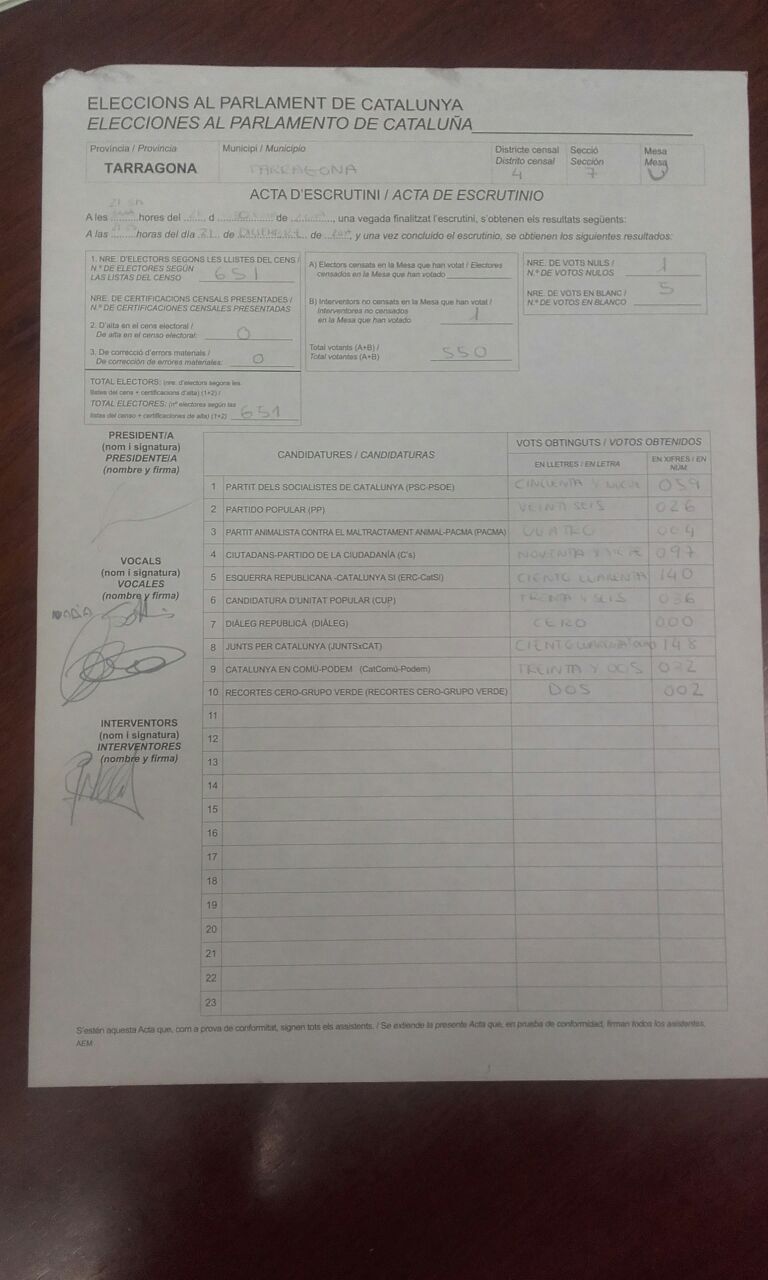 ELECCIONS AL PARLAMENT DE CATALUNYA
ELECCIONES AL PARLAMENTO DE CATALUÑA
Província / Provincia
TARRAGONA
Municipi / Municipio
TARRAGONA
Districte censal
Distrito censal
4
Secció
Sección
7
Mesa
Mesa
U
ACTA D'ESCRUTINI / ACTA DE ESCRUTINIO
A les hores del d de , una vegada finalitzat l'escrutini, s'obtenen els resultats següents:
A las horas del día 21 de DICIEMBRE de , y una vez concluido el escrutinio, se obtienen los siguientes resultados:
1. NRE. D'ELECTORS SEGONS LES LLISTES DEL CENS /
N.º DE ELECTORES SEGÚN
LAS LISTAS DEL CENSO 651
NRE. DE CERTIFICACIONS CENSALS PRESENTADES /
N.º DE CERTIFICACIONES CENSALES PRESENTADAS
2. D'alta en el cens electoral /
De alta en el censo electoral: 0
3. De correcció d'errors materials /
De corrección de errores materiales: 0
TOTAL ELECTORS: (nre. d'electors segons les
llistes del cens + certificacions d'alta) (1+2) /
TOTAL ELECTORES: (nº electores según las
listas del censo + certificaciones de alta) (1+2) 651
A) Electors censats en la Mesa que han votat / Electores
censados en la Mesa que han votado
B) Interventors no censats en la Mesa que han votat /
Interventores no censados
en la Mesa que han votado 1
Total votants (A+B) /
Total votantes (A+B) 550
NRE. DE VOTS NULS /
N.º DE VOTOS NULOS 1
NRE. DE VOTS EN BLANC /
N.º DE VOTOS EN BLANCO 5
PRESIDENT/A
(nom i signatura)
PRESIDENTE/A
(nombre y firma)
VOCALS
(nom i signatura)
VOCALES
(nombre y firma)
INTERVENTORS
(nom i signatura)
INTERVENTORES
(nombre y firma)
CANDIDATURES / CANDIDATURAS
VOTS OBTINGUTS / VOTOS OBTENIDOS
EN LLETRES / EN LETRA
EN XIFRES / EN NÚM.
1 PARTIT DELS SOCIALISTES DE CATALUNYA (PSC-PSOE) CINCUENTA Y NUEVE 059
2 PARTIDO POPULAR (PP) VEINTISEIS 026
3 PARTIT ANIMALISTA CONTRA EL MALTRACTAMENT ANIMAL-PACMA (PACMA) CUATRO 004
4 CIUTADANS-PARTIDO DE LA CIUDADANÍA (C's) NOVENTA Y SIETE 097
5 ESQUERRA REPUBLICANA -CATALUNYA SÍ (ERC-CatSí) CIENTO CUARENTA 140
6 CANDIDATURA D'UNITAT POPULAR (CUP) TREINTA Y SEIS 036
7 DIÀLEG REPUBLICÀ (DIÀLEG) CERO 000
8 JUNTS PER CATALUNYA (JUNTSxCAT) CIENTO CUARENTA OCHO 148
9 CATALUNYA EN COMÚ-PODEM (CatComú-Podem) TREINTA Y DOS 032
10 RECORTES CERO-GRUPO VERDE (RECORTES CERO-GRUPO VERDE) DOS 002
11
12
13
14
15
16
17
18
19
20
21
22
23
S'estén aquesta Acta que, com a prova de conformitat, signen tots els assistents. / Se extiende la presente Acta que, en prueba de conformidad, firman todos los asistentes.
AEM